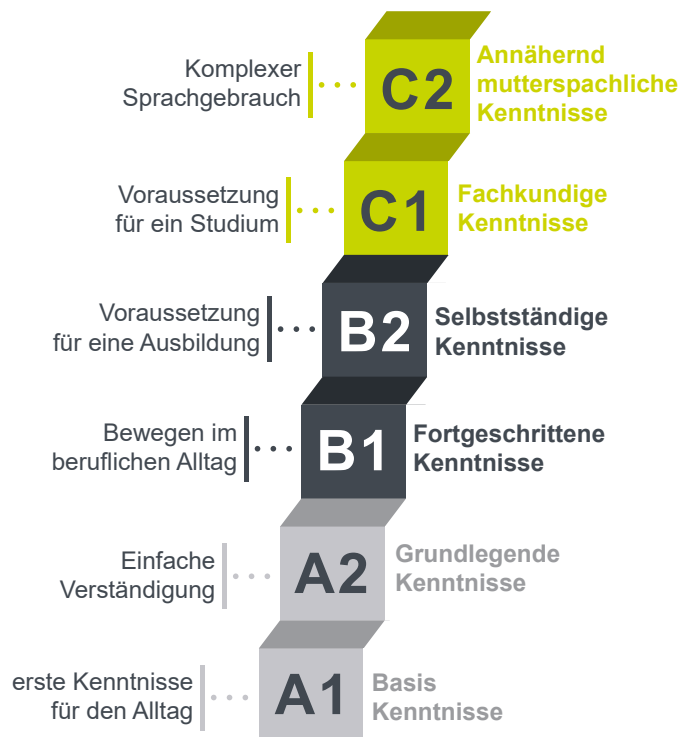 Komplexer
Sprachgebrauch
C2
Annähernd
mutterspachliche
Kenntnisse
Voraussetzung
für ein Studium
C1
Fachkundige
Kenntnisse
Voraussetzung
für eine Ausbildung
B2
Selbstständige
Kenntnisse
Bewegen im
beruflichen Alltag
B1
Fortgeschrittene
Kenntnisse
Einfache
Verständigung
A2
Grundlegende
Kenntnisse
erste Kenntnisse
für den Alltag
A1
Basis
Kenntnisse